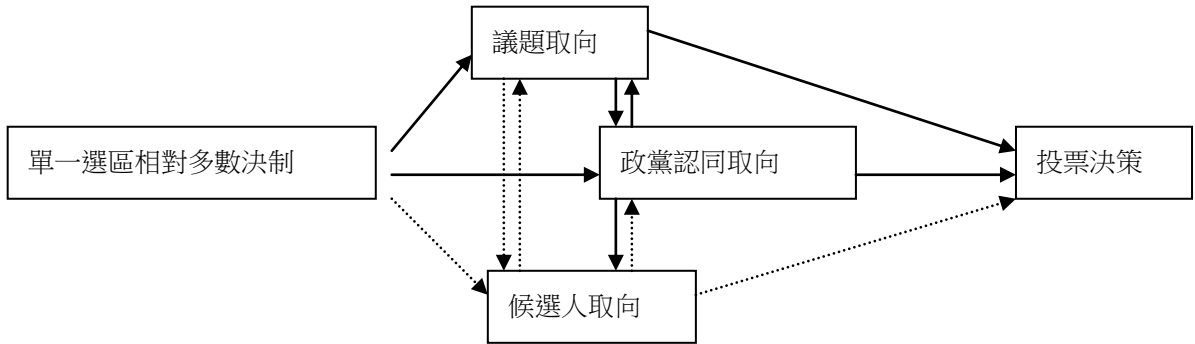 議題取向
單一選區相對多數決制
政黨認同取向
投票決策
候選人取向